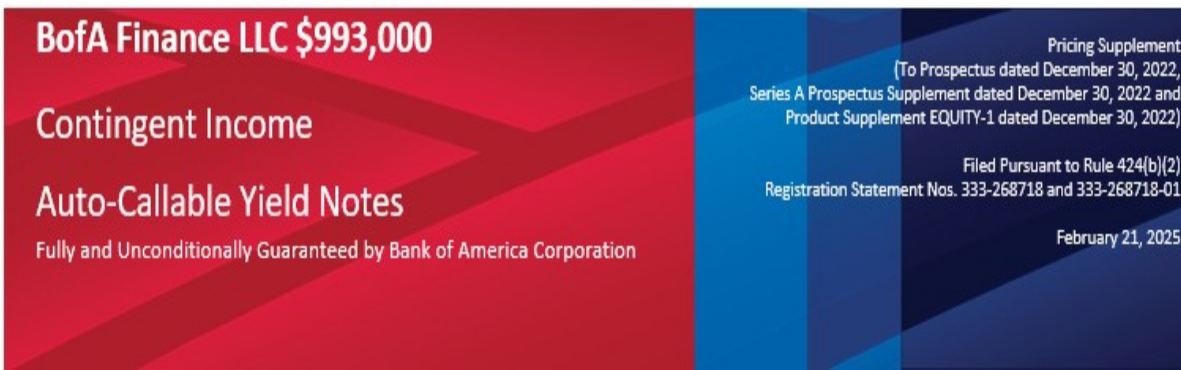 BofA Finance LLC $993,000
Contingent Income
Auto-Callable Yield Notes
Fully and Unconditionally Guaranteed by Bank of America Corporation
Pricing Supplement
(To Prospectus dated December 30, 2022,
Series A Prospectus Supplement dated December 30, 2022 and
Product Supplement EQUITY-1 dated December 30, 2022)
Filed Pursuant to Rule 424(b)(2)
Registration Statement Nos. 333-268718 and 333-268718-01
February 21, 2025